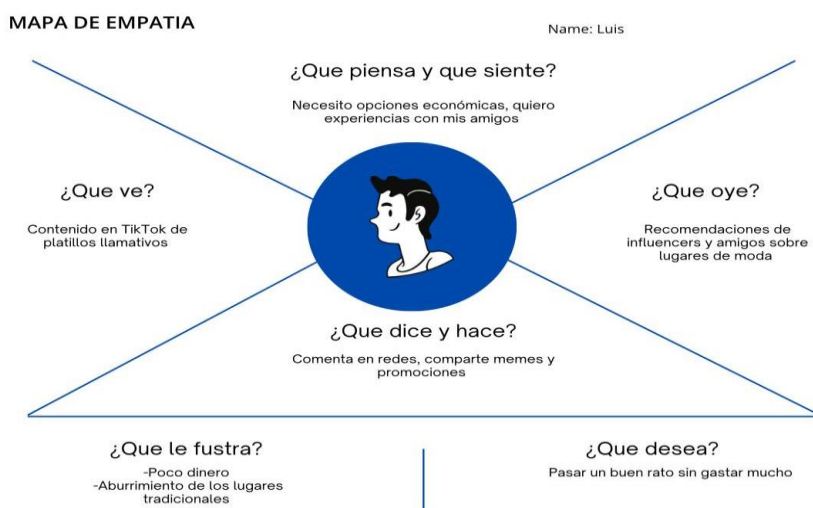 MAPA DE EMPATIA
Name: Luis
¿Que piensa y que siente?
Necesito opciones económicas, quiero
experiencias con mis amigos
¿Que ve?
Contenido en TikTok de
platillos llamativos
¿Que oye?
Recomendaciones de
influencers y amigos sobre
lugares de moda
¿Que dice y hace?
Comenta en redes, comparte memes y
promociones
¿Que le fustra?
-Poco dinero
-Aburrimiento de los lugares
tradicionales
¿Que desea?
Pasar un buen rato sin gastar mucho